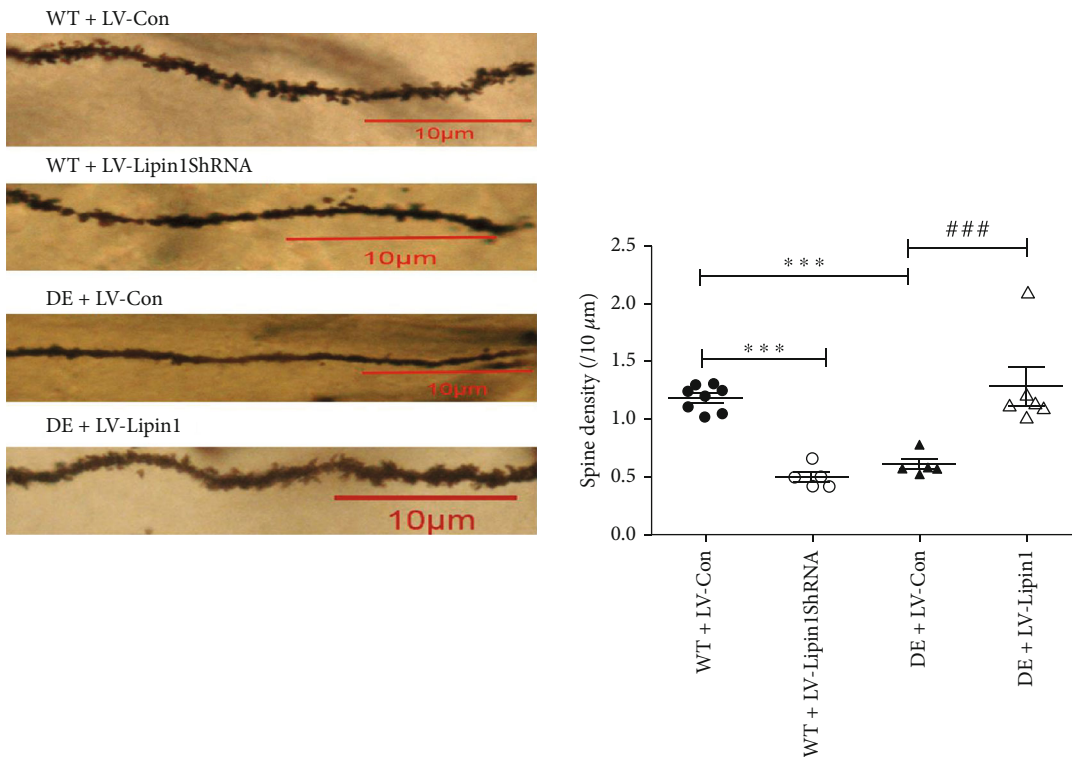 WT + LV-Con
10μm
WT + LV-Lipin1ShRNA
10μm
DE + LV-Con
10μm
DE + LV-Lipin1
10μm
###
***
***
Spine density (/10 μm)
2.5
2.0
1.5
1.0
0.5
0.0
WT + LV-Con
WT + LV-Lipin1ShRNA
DE + LV-Con
DE + LV-Lipin1